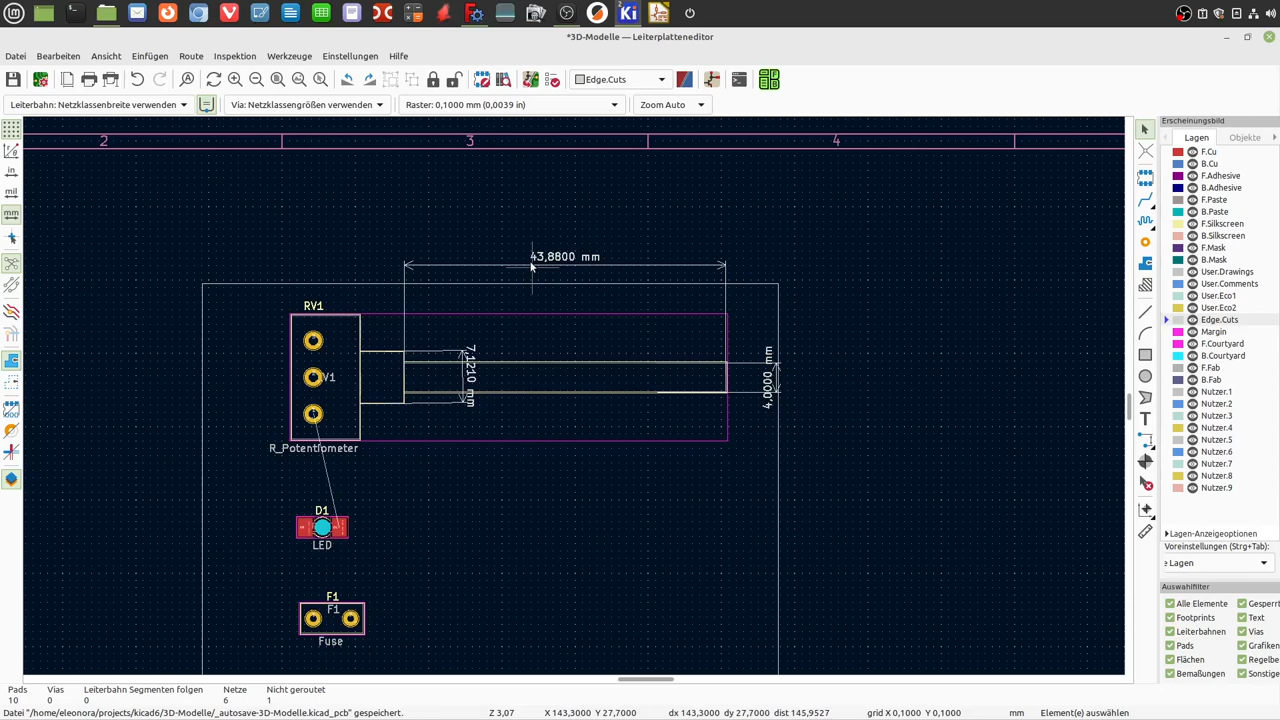 Ki
*3D-Modelle — Leiterplatteneditor
Datei Bearbeiten Ansicht Einfügen Route Inspektion Werkzeuge Einstellungen Hilfe
Edge.Cuts
Leiterbahn: Netzklassenbreite verwenden Via: Netzklassengrößen verwenden Raster: 0,1000 mm (0,0039 in) Zoom Auto
in
mil
mm
2 3 4
43,8800 mm
RV1
7,1210 mm
4,0000 mm
V1
R_Potentiometer
D1
LED
F1
F1
Fuse
Erscheinungsbild
Lagen Objekte
F.Cu
B.Cu
F.Adhesive
B.Adhesive
F.Paste
B.Paste
F.Silkscreen
B.Silkscreen
F.Mask
B.Mask
User.Drawings
User.Comments
User.Eco1
User.Eco2
Edge.Cuts
Margin
F.Courtyard
B.Courtyard
F.Fab
B.Fab
Nutzer.1
Nutzer.2
Nutzer.3
Nutzer.4
Nutzer.5
Nutzer.6
Nutzer.7
Nutzer.8
Nutzer.9
Lagen-Anzeigeoptionen
Voreinstellungen (Strg+Tab):
e Lagen
Auswahlfilter
Alle Elemente Gesperrt
Footprints Text
Leiterbahnen Vias
Pads Grafiken
Flächen Regelbe
Bemaßungen Sonstige
Pads Vias Leiterbahn Segmenten folgen Netze Nicht geroutet
10 0 0 6 1
Datei "/home/eleonora/projects/kicad6/3D-Modelle/_autosave-3D-Modelle.kicad_pcb" gespeichert. Z 3,07 X 143,3000 Y 27,7000 dx 143,3000 dy 27,7000 dist 145,9527 grid X 0,1000 Y 0,1000 mm Element(e) auswählen